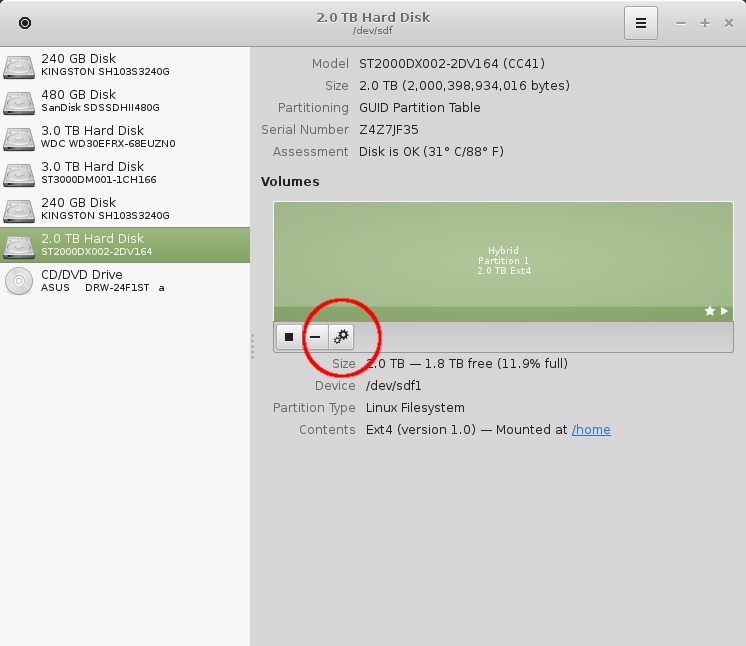 2.0 TB Hard Disk
/dev/sdf
240 GB Disk
KINGSTON SH103S3240G
480 GB Disk
SanDisk SDSSDHII480G
3.0 TB Hard Disk
WDC WD30EFRX-68EUZN0
3.0 TB Hard Disk
ST3000DM001-1CH166
240 GB Disk
KINGSTON SH103S3240G
2.0 TB Hard Disk
ST2000DX002-2DV164
CD/DVD Drive
ASUS DRW-24F1ST a
Model ST2000DX002-2DV164 (CC41)
Size 2.0 TB (2,000,398,934,016 bytes)
Partitioning GUID Partition Table
Serial Number Z4Z7JF35
Assessment Disk is OK (31° C/88° F)
Volumes
Hybrid
Partition 1
2.0 TB Ext4
Size 2.0 TB — 1.8 TB free (11.9% full)
Device /dev/sdf1
Partition Type Linux Filesystem
Contents Ext4 (version 1.0) — Mounted at /home